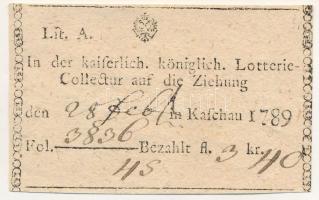 Lit. A.
In der kaiserlich. königlich. Lotterie-
Collectur auf die Ziehung
den 28 Feb in Kaschau 1789
Fol. 3836 Bezahlt fl. 3 kr. 40
45